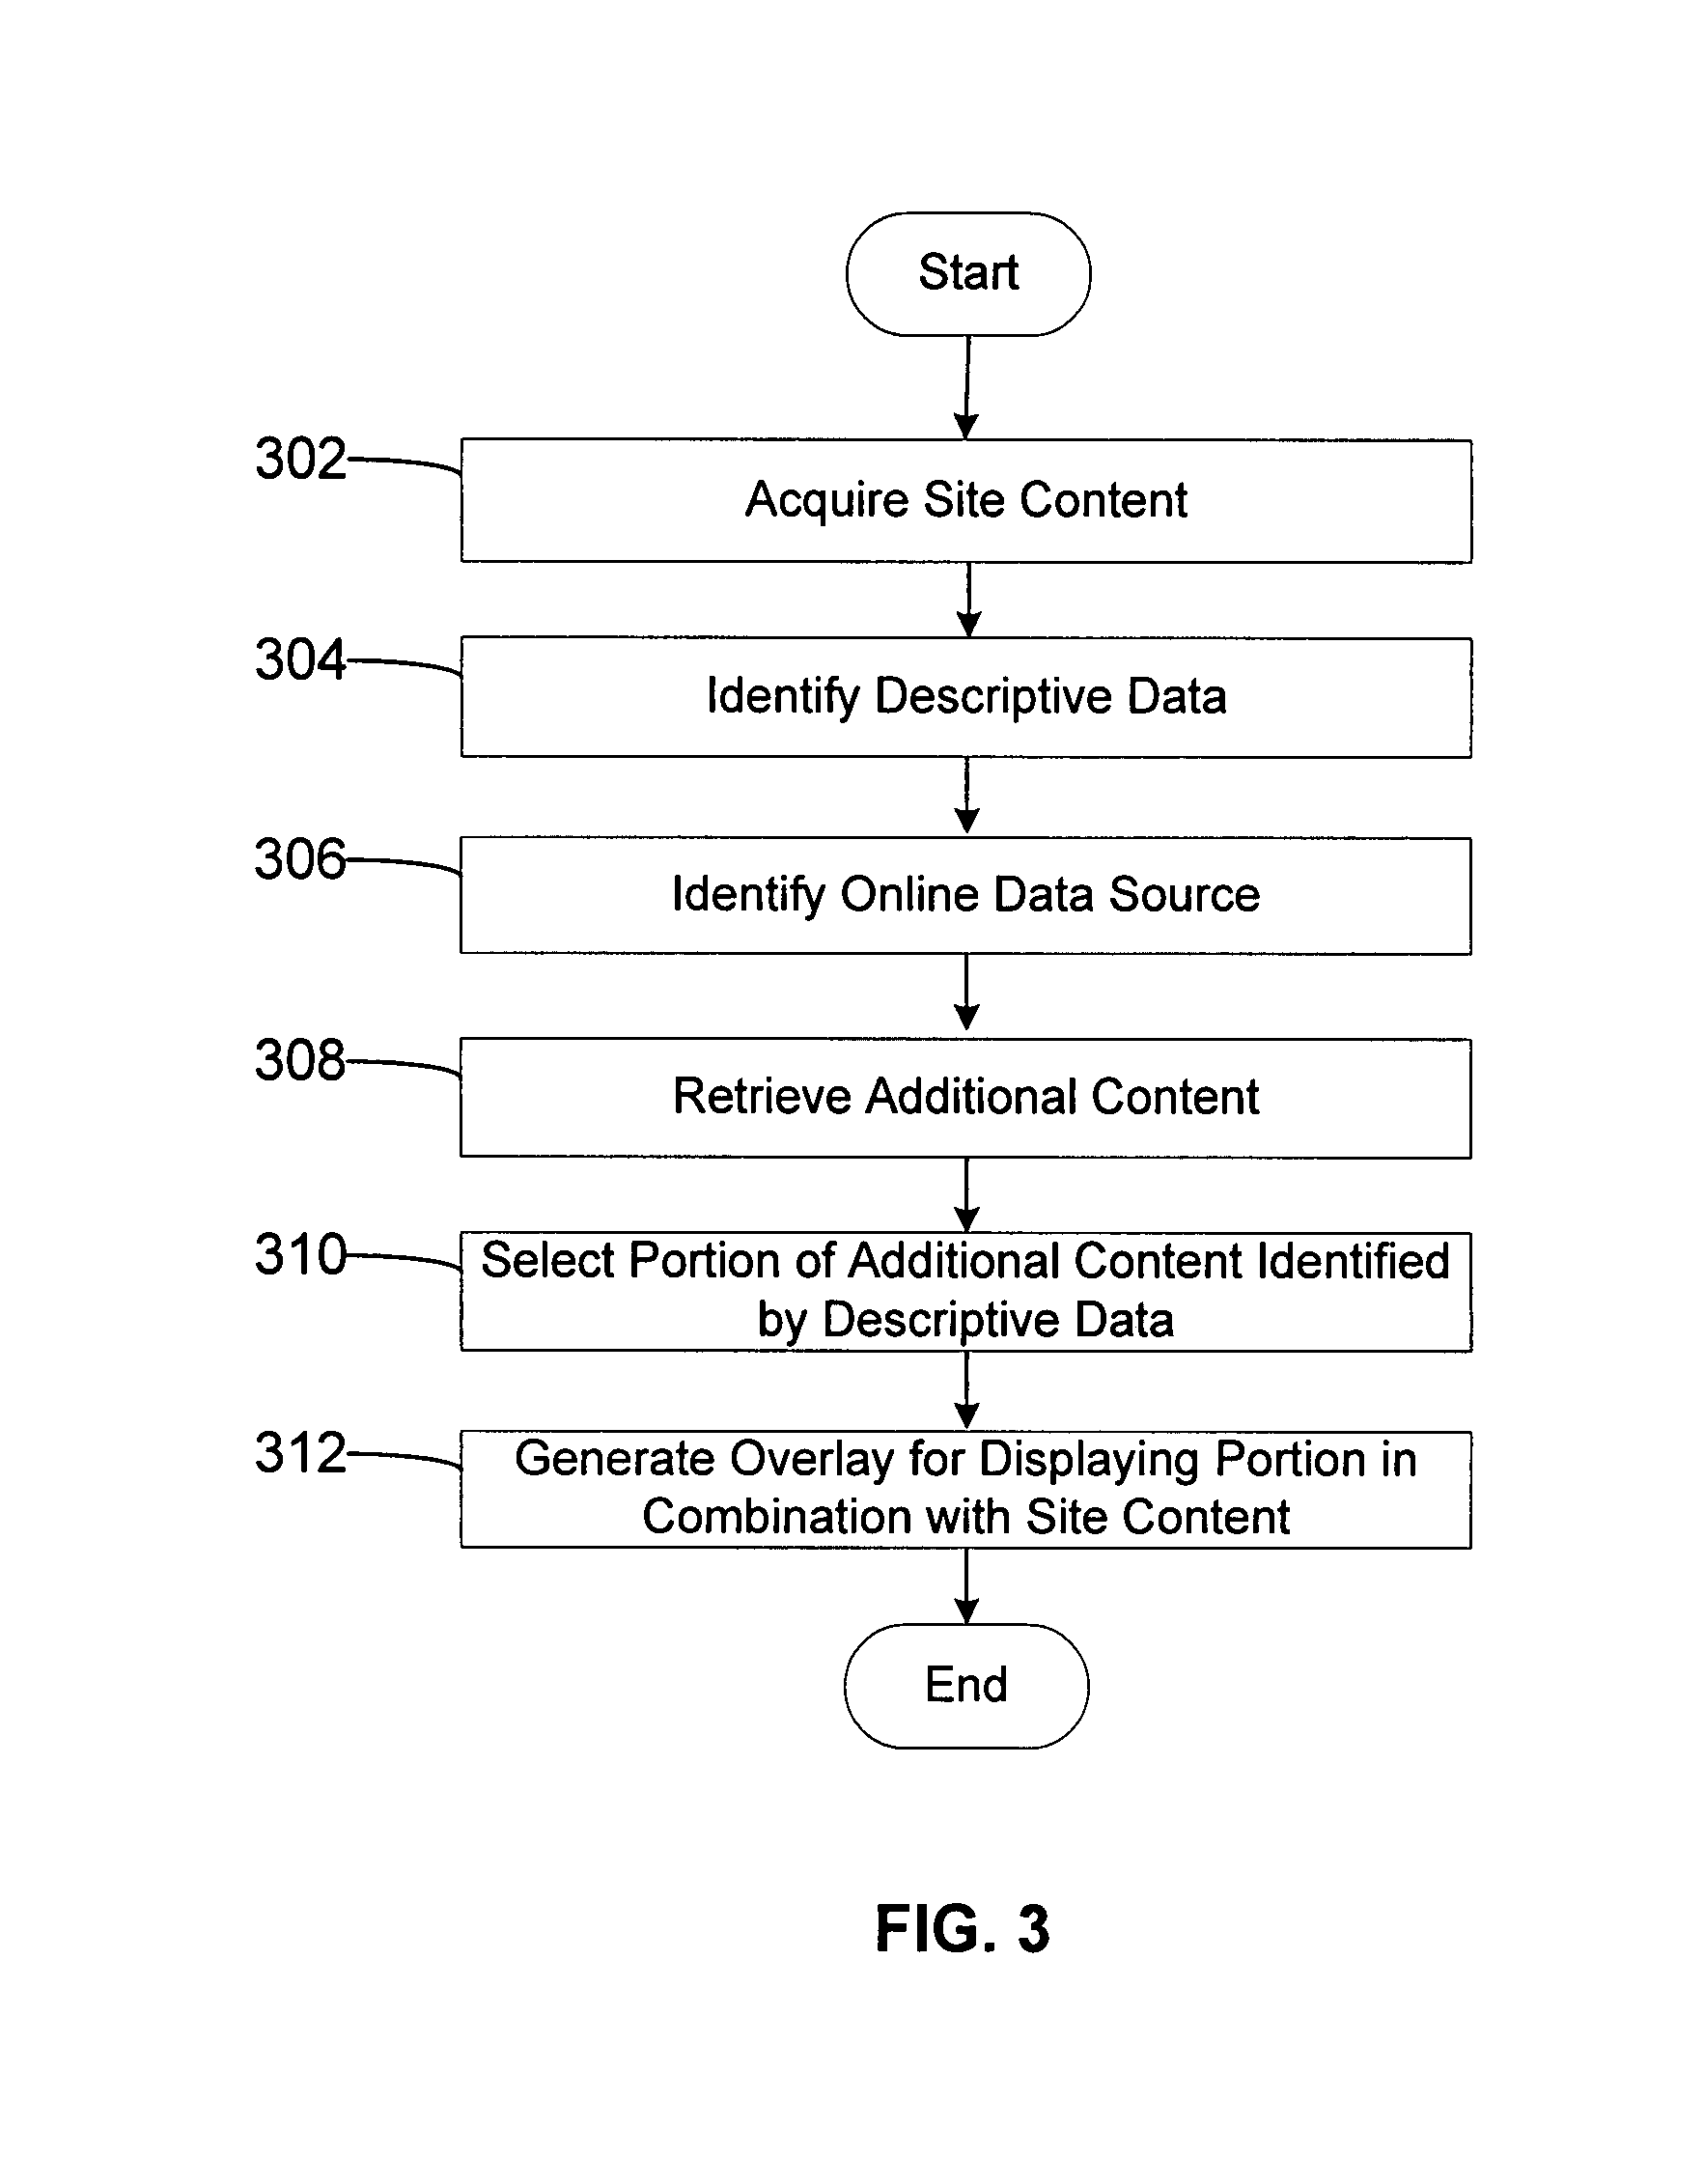 Start
302
Acquire Site Content
304
Identify Descriptive Data
306
Identify Online Data Source
308
Retrieve Additional Content
310
Select Portion of Additional Content Identified
by Descriptive Data
312
Generate Overlay for Displaying Portion in
Combination with Site Content
End
FIG. 3